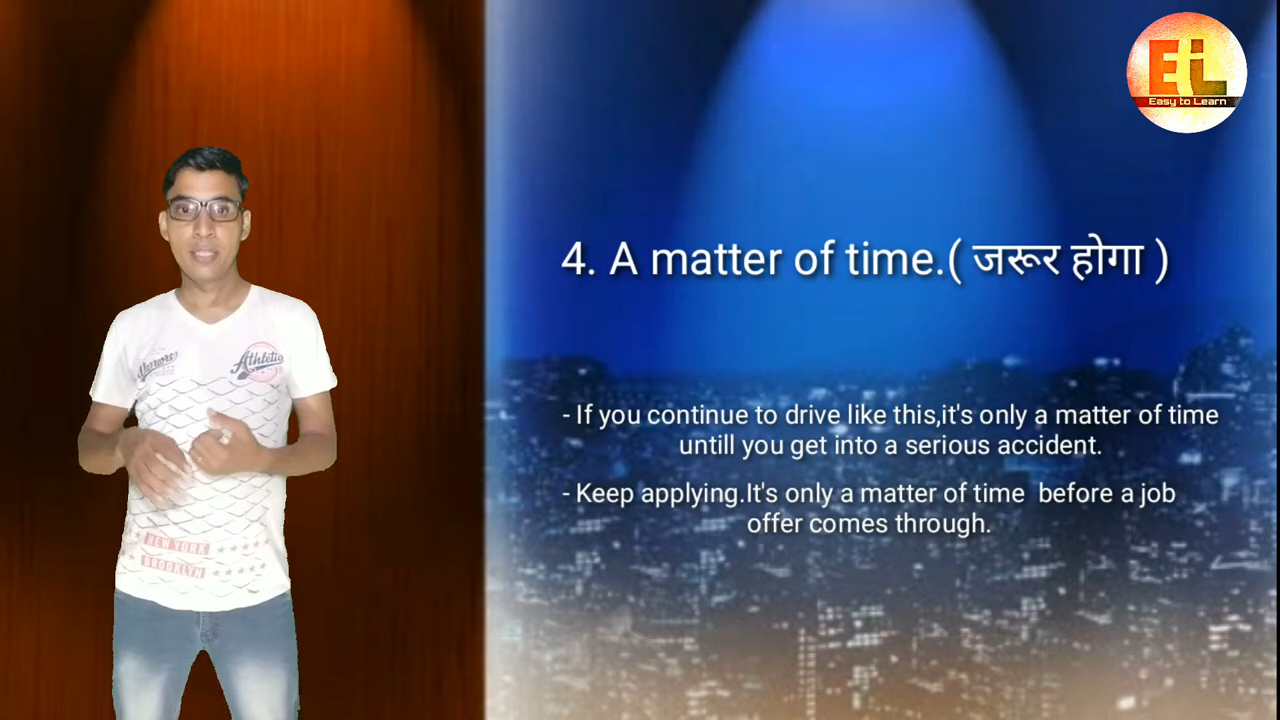 EiL
Easy to Learn
4. A matter of time.( जरूर होगा )
- If you continue to drive like this,it's only a matter of time
untill you get into a serious accident.
- Keep applying.It's only a matter of time  before a job
offer comes through.
Athletic
NEW YORK
BROOKLYN